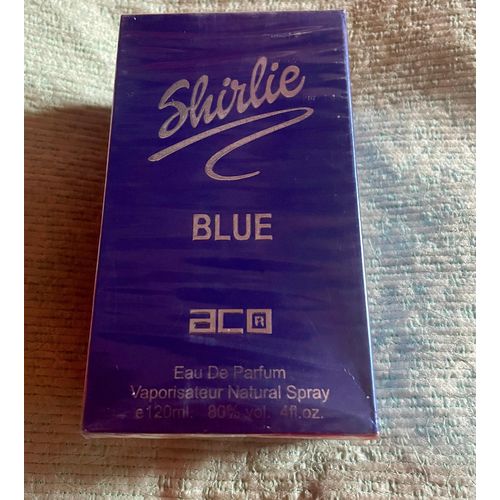 Shirlie
BLUE
aco
Eau De Parfum
Vaporisateur Natural Spray
e120ml. 80% vol. 4fl.oz.